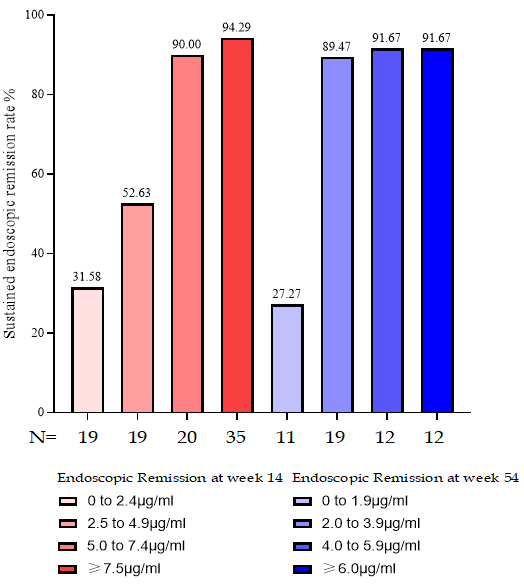 Sustained endoscopic remission rate %
100
80
60
40
20
0
31.58
52.63
90.00
94.29
27.27
89.47
91.67
91.67
N= 19 19 20 35 11 19 12 12
Endoscopic Remission at week 14
0 to 2.4μg/ml
2.5 to 4.9μg/ml
5.0 to 7.4μg/ml
≥7.5μg/ml
Endoscopic Remission at week 54
0 to 1.9μg/ml
2.0 to 3.9μg/ml
4.0 to 5.9μg/ml
≥6.0μg/ml